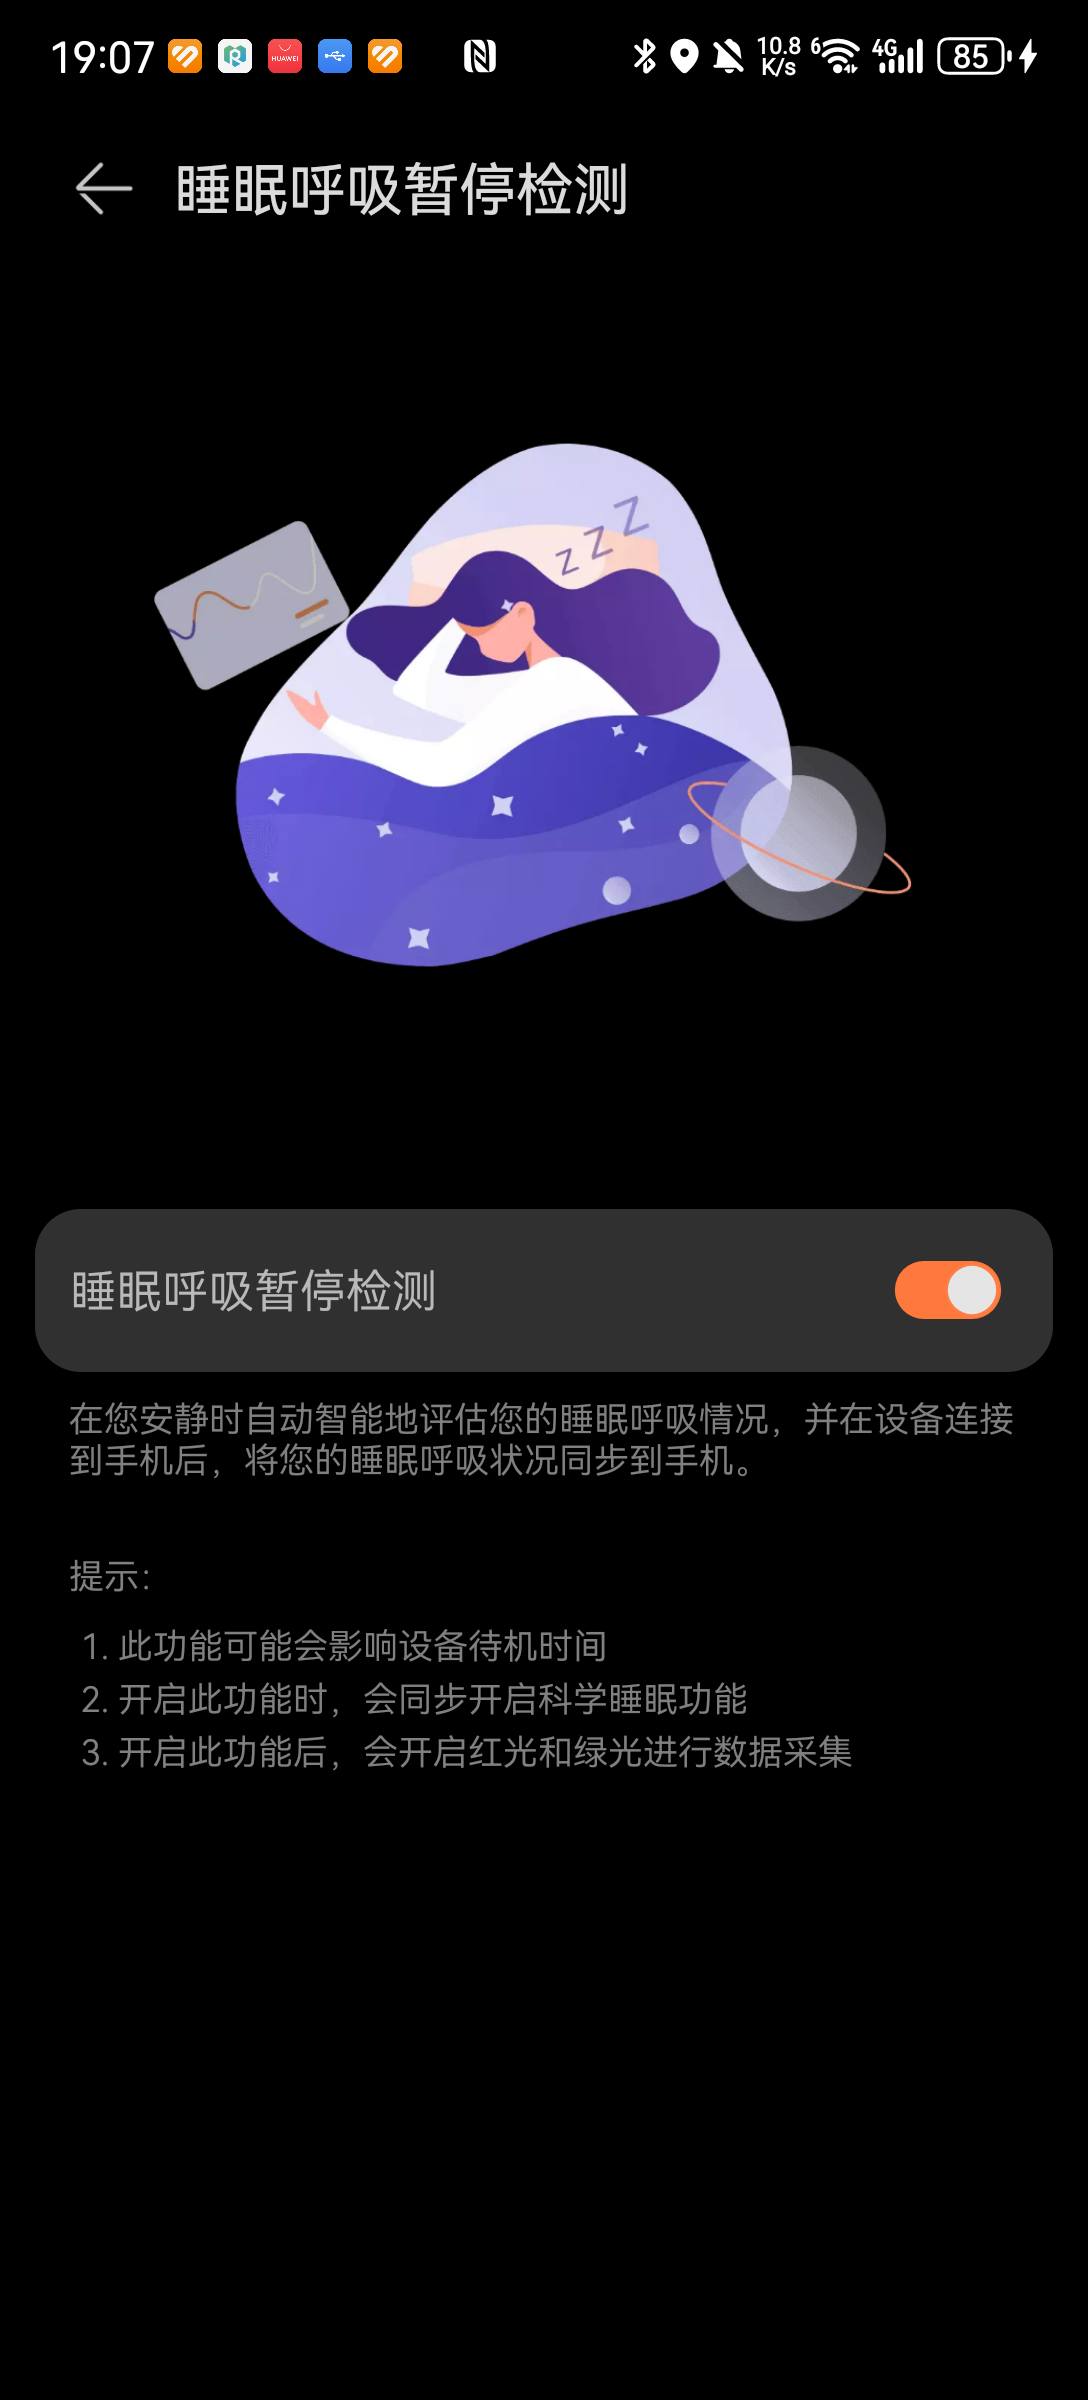 19:07
HUAWEI
10.8 K/s
6
4G
85
睡眠呼吸暂停检测
Z Z Z
睡眠呼吸暂停检测
在您安静时自动智能地评估您的睡眠呼吸情况，并在设备连接
到手机后，将您的睡眠呼吸状况同步到手机。
提示：
1. 此功能可能会影响设备待机时间
2. 开启此功能时，会同步开启科学睡眠功能
3. 开启此功能后，会开启红光和绿光进行数据采集